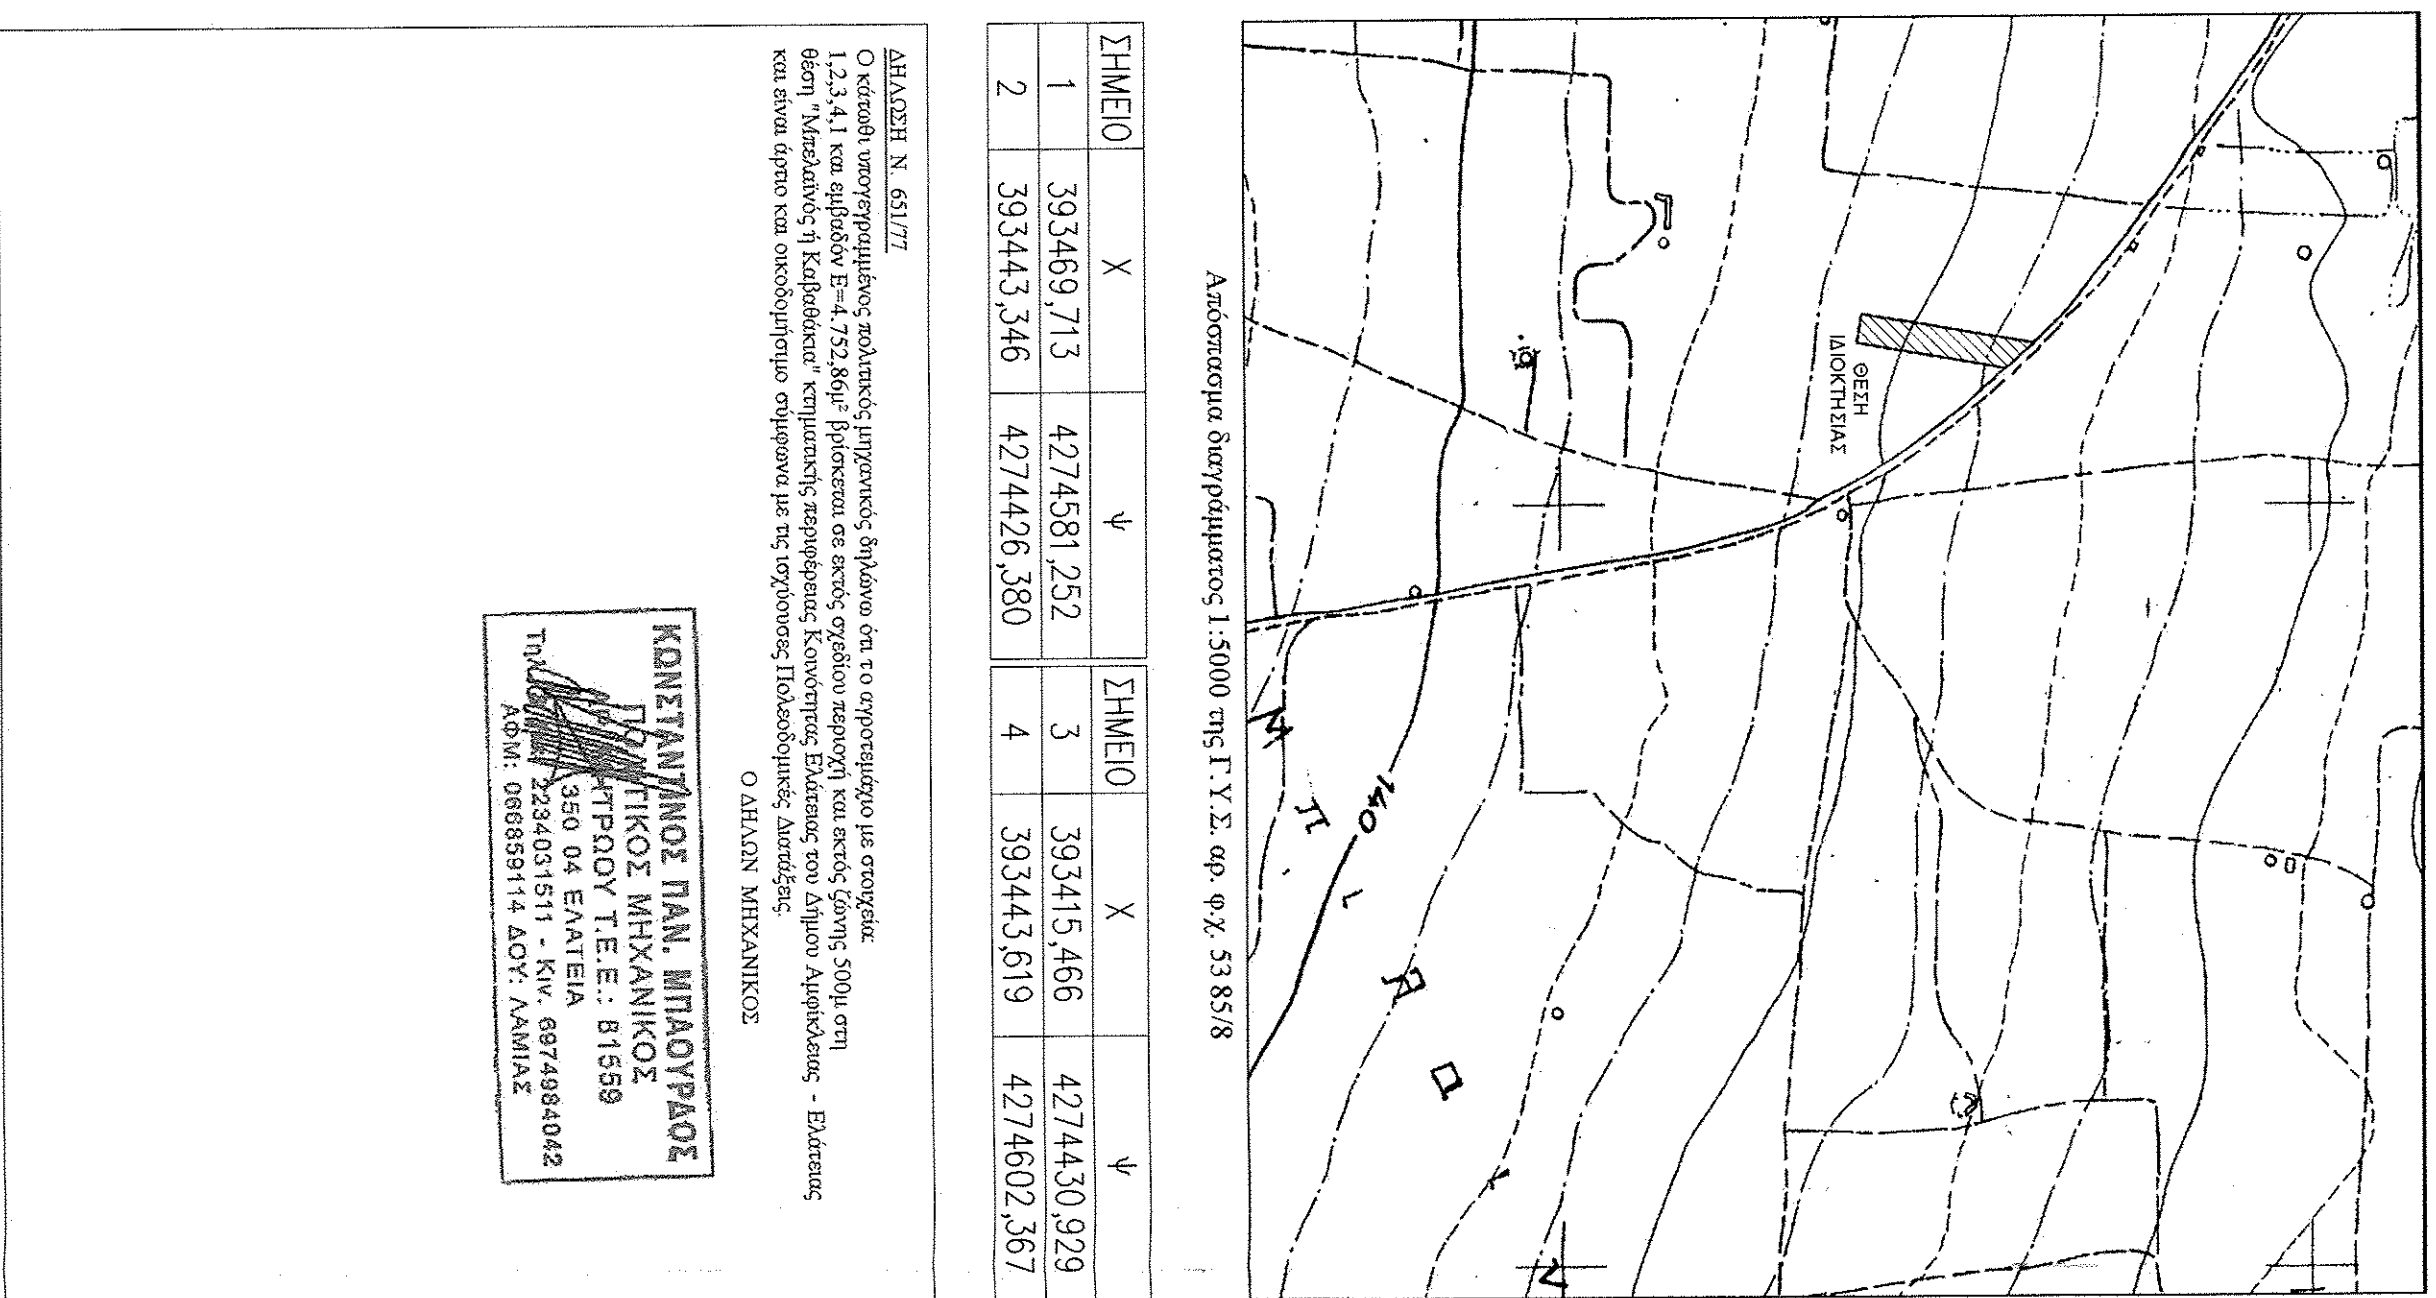 ΘΕΣΗ
ΙΔΙΟΚΤΗΣΙΑΣ
140
Απόσπασμα διαγράμματος 1:5000 της Γ.Υ.Σ. αρ. φ.χ. 5385/8
ΣΗΜΕΙΟ X ψ ΣΗΜΕΙΟ X ψ
1 393469,713 4274581,252 3 393415,466 4274430,929
2 393443,346 4274426,380 4 393443,619 4274602,367
ΔΗΛΩΣΗ Ν. 651/77
Ο κάτωθι υπογεγραμμένος πολιτικός μηχανικός δηλώνω ότι το αγροτεμάχιο με στοιχεία:
1,2,3,4,1 και εμβαδόν Ε=4.752,86μ² βρίσκεται σε εκτός σχεδίου περιοχή και εκτός ζώνης 500μ στη
θέση "Μπελαϊνός ή Καβαθάκια" κτηματικής περιφέρειας Κοινότητας Ελάτειας του Δήμου Αμφίκλειας - Ελάτειας
και είναι άρτιο και οικοδομήσιμο σύμφωνα με τις ισχύουσες Πολεοδομικές Διατάξεις.
Ο ΔΗΛΩΝ ΜΗΧΑΝΙΚΟΣ
ΚΩΝΣΤΑΝΤΙΝΟΣ ΠΑΝ. ΜΠΑΟΥΡΔΟΣ
ΠΟΛΙΤΙΚΟΣ ΜΗΧΑΝΙΚΟΣ
ΜΗΤΡΩΟΥ Τ.Ε.Ε.: 81559
350 04 ΕΛΑΤΕΙΑ
2234031511 - Κιν. 6974984042
ΑΦΜ: 066859114 ΔΟΥ: ΛΑΜΙΑΣ